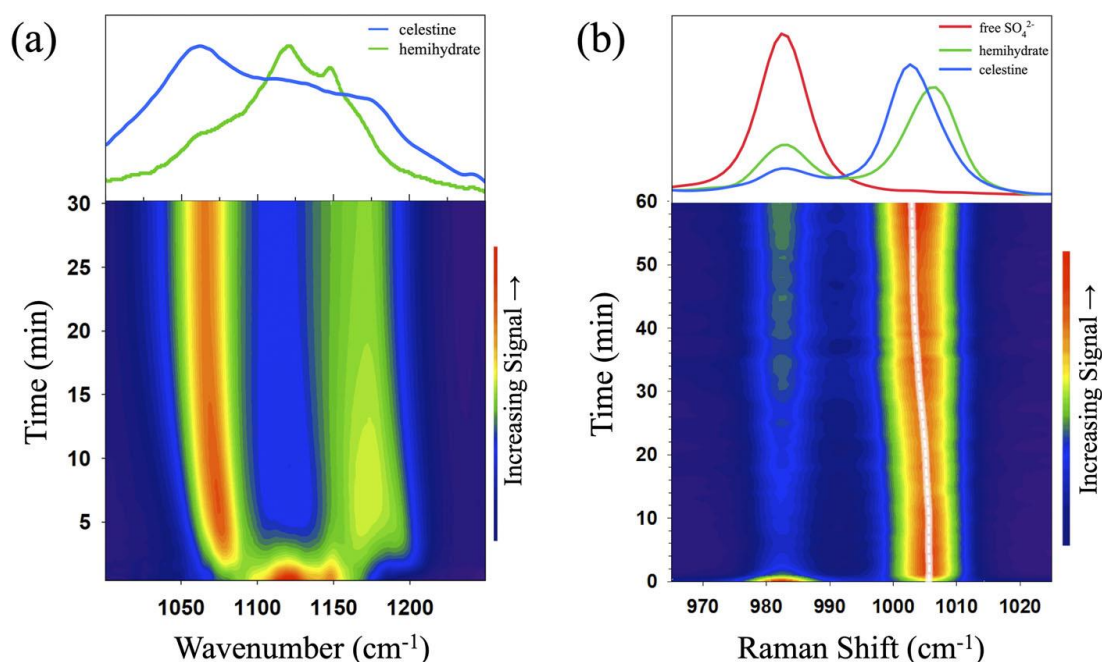 (a)
celestine
hemihydrate
30
25
20
15
10
5
Time (min)
1050 1100 1150 1200
Wavenumber (cm⁻¹)
Increasing Signal →
(b)
free SO₄²⁻
hemihydrate
celestine
60
50
40
30
20
10
0
Time (min)
970 980 990 1000 1010 1020
Raman Shift (cm⁻¹)
Increasing Signal →